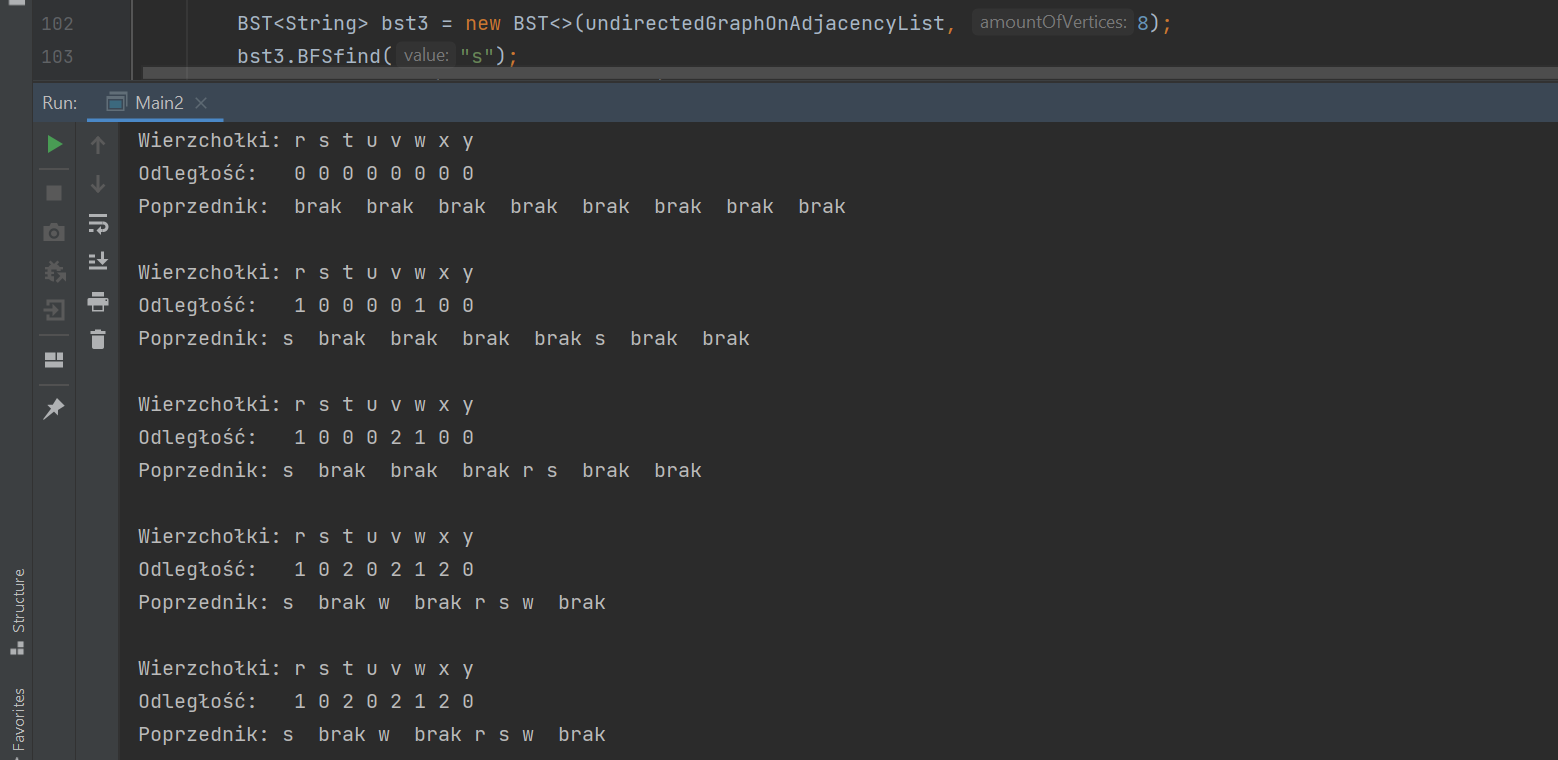 102 BST<String> bst3 = new BST<>(undirectedGraphOnAdjacencyList, amountOfVertices: 8);
103 bst3.BFSfind( value: "s");
Run: Main2
Wierzchołki: r s t u v w x y
Odległość:   0 0 0 0 0 0 0 0
Poprzednik:  brak  brak  brak  brak  brak  brak  brak  brak
Wierzchołki: r s t u v w x y
Odległość:   1 0 0 0 0 1 0 0
Poprzednik: s  brak  brak  brak  brak s  brak  brak
Wierzchołki: r s t u v w x y
Odległość:   1 0 0 0 2 1 0 0
Poprzednik: s  brak  brak  brak r s  brak  brak
Wierzchołki: r s t u v w x y
Odległość:   1 0 2 0 2 1 2 0
Poprzednik: s  brak w  brak r s w  brak
Wierzchołki: r s t u v w x y
Odległość:   1 0 2 0 2 1 2 0
Poprzednik: s  brak w  brak r s w  brak
Structure
Favorites